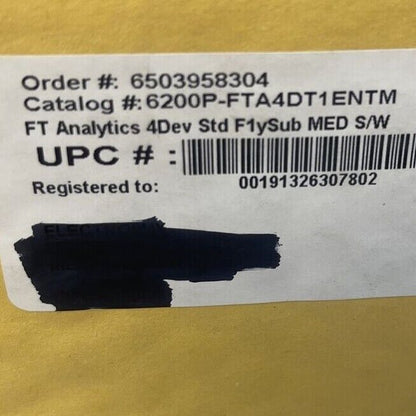 Order #: 6503958304
Catalog #: 6200P-FTA4DT1ENTM
FT Analytics 4Dev Std F1ySub MED S/W
UPC # :
00191326307802
Registered to: